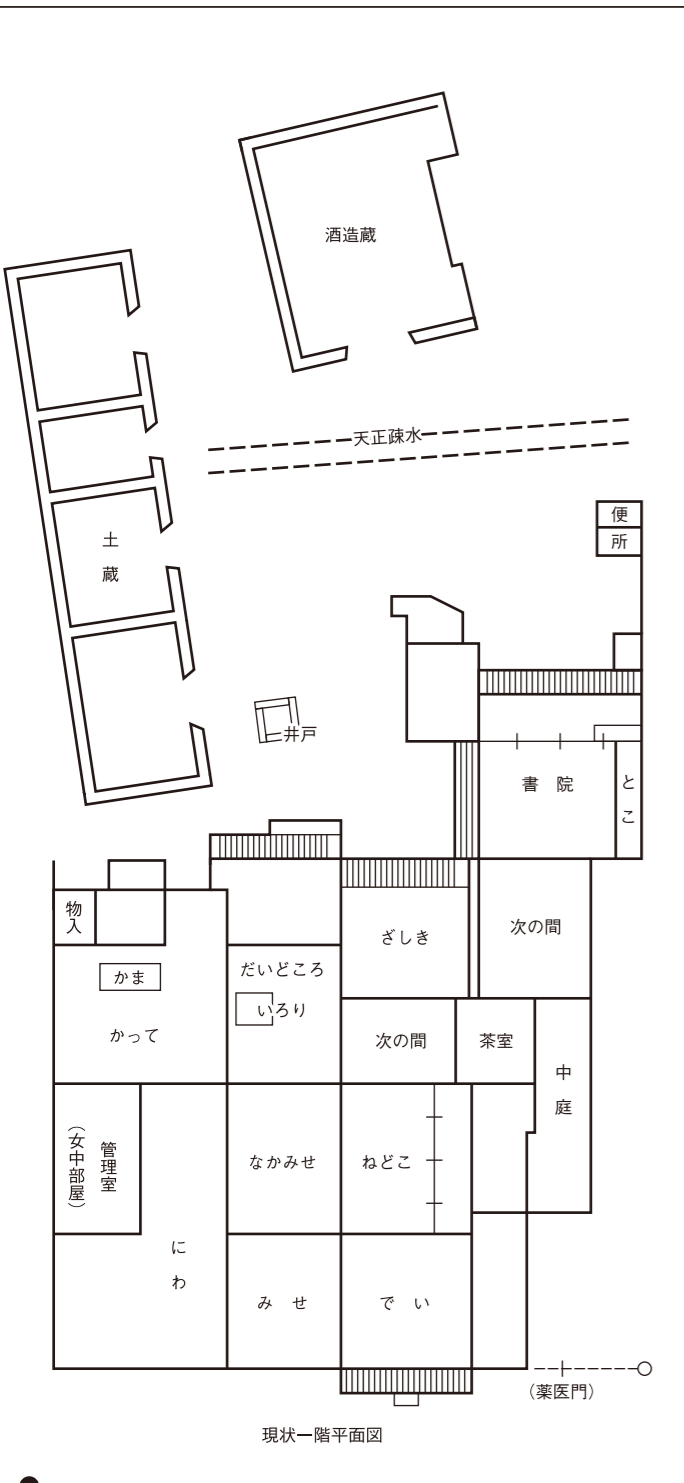 酒造蔵
天正疎水
土蔵
便所
井戸
書院
とこ
物入
ざしき
次の間
かま
だいどころ
いろり
かって
次の間
茶室
中庭
管理室
（女中部屋）
なかみせ
ねどこ
にわ
みせ
でい
（薬医門）
現状一階平面図